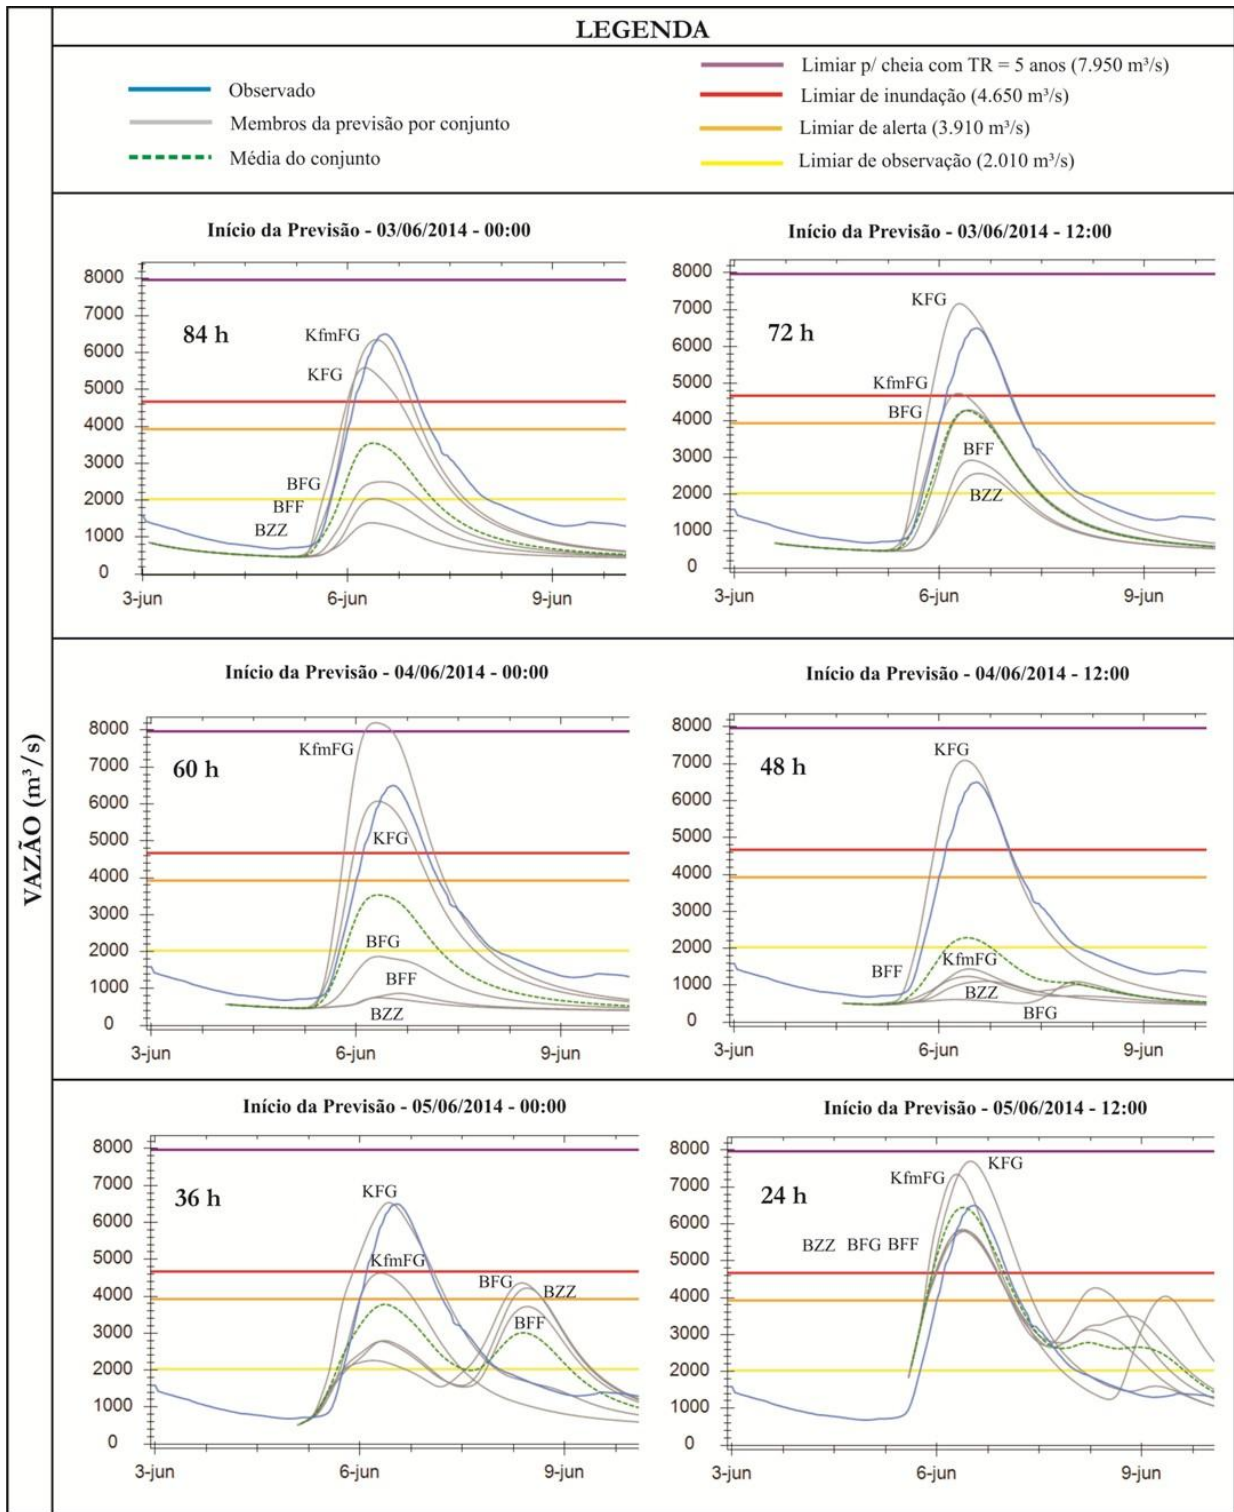 LEGENDA
Observado
Membros da previsão por conjunto
Média do conjunto
Limiar p/ cheia com TR = 5 anos (7.950 m³/s)
Limiar de inundação (4.650 m³/s)
Limiar de alerta (3.910 m³/s)
Limiar de observação (2.010 m³/s)
VAZÃO (m³/s)
Início da Previsão - 03/06/2014 - 00:00
84 h
8000
7000
6000
5000
4000
3000
2000
1000
0
KfmFG
KFG
BFG
BFF
BZZ
3-jun 6-jun 9-jun
Início da Previsão - 03/06/2014 - 12:00
72 h
8000
7000
6000
5000
4000
3000
2000
1000
0
KFG
KfmFG
BFG
BFF
BZZ
3-jun 6-jun 9-jun
Início da Previsão - 04/06/2014 - 00:00
60 h
8000
7000
6000
5000
4000
3000
2000
1000
0
KfmFG
KFG
BFG
BFF
BZZ
3-jun 6-jun 9-jun
Início da Previsão - 04/06/2014 - 12:00
48 h
8000
7000
6000
5000
4000
3000
2000
1000
0
KFG
KfmFG
BFF
BZZ
BFG
3-jun 6-jun 9-jun
Início da Previsão - 05/06/2014 - 00:00
36 h
8000
7000
6000
5000
4000
3000
2000
1000
0
KFG
KfmFG
BFG
BZZ
BFF
3-jun 6-jun 9-jun
Início da Previsão - 05/06/2014 - 12:00
24 h
8000
7000
6000
5000
4000
3000
2000
1000
0
KFG
KfmFG
BZZ BFG BFF
3-jun 6-jun 9-jun